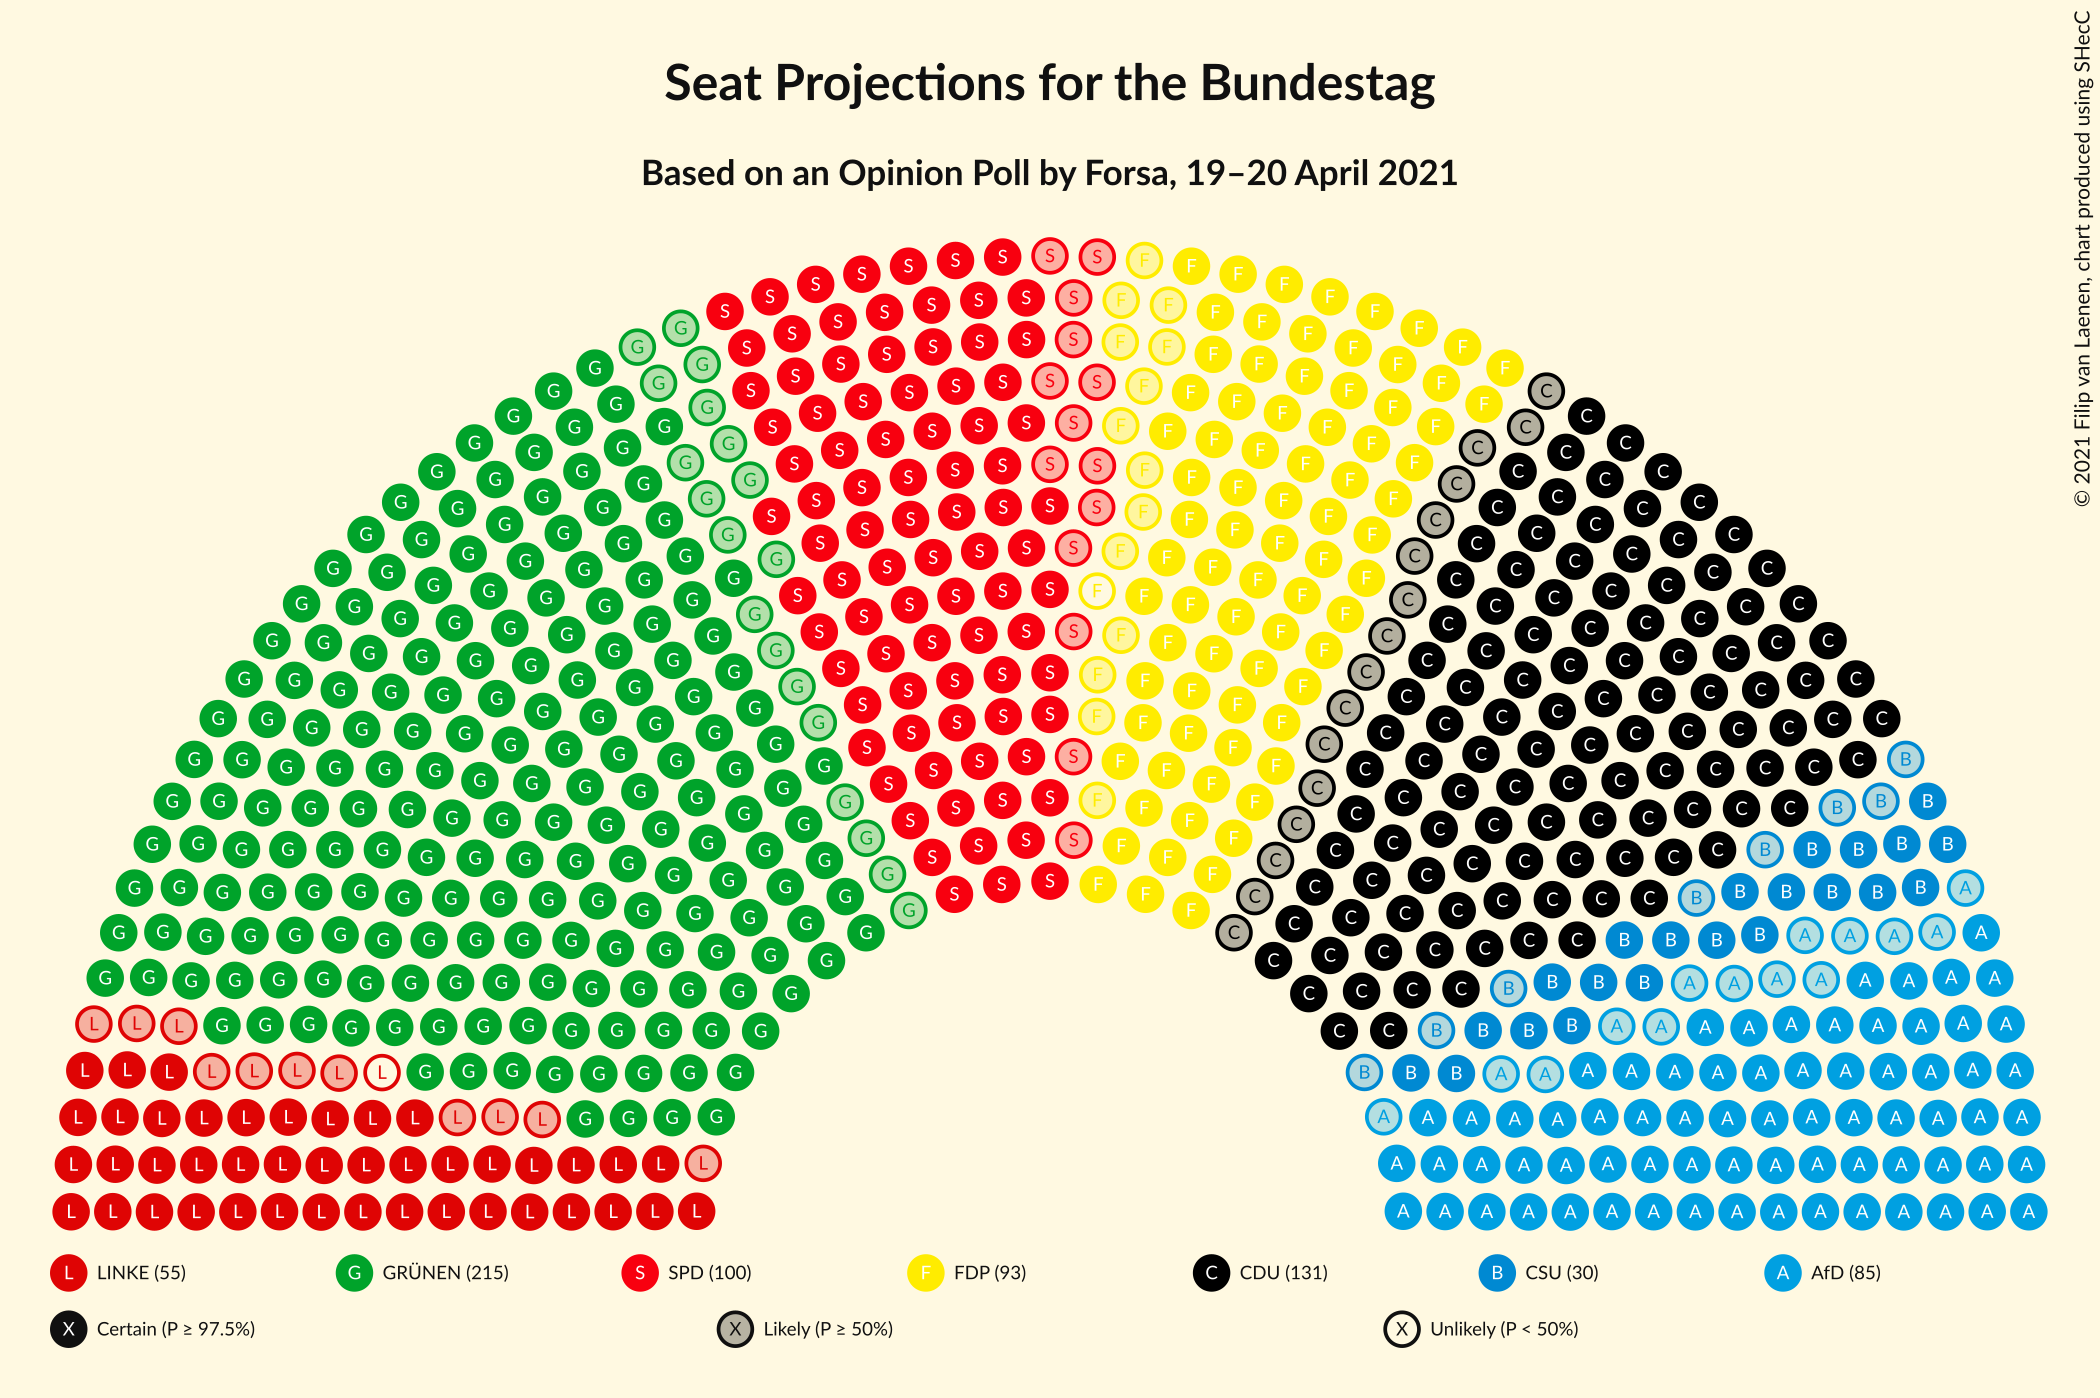 Seat Projections for the Bundestag
Based on an Opinion Poll by Forsa, 19–20 April 2021
© 2021 Filip van Laenen, chart produced using SHecC
L LINKE (55) G GRÜNEN (215) S SPD (100) F FDP (93) C CDU (131) B CSU (30) A AfD (85)
X Certain (P ≥ 97.5%) X Likely (P ≥ 50%) X Unlikely (P < 50%)